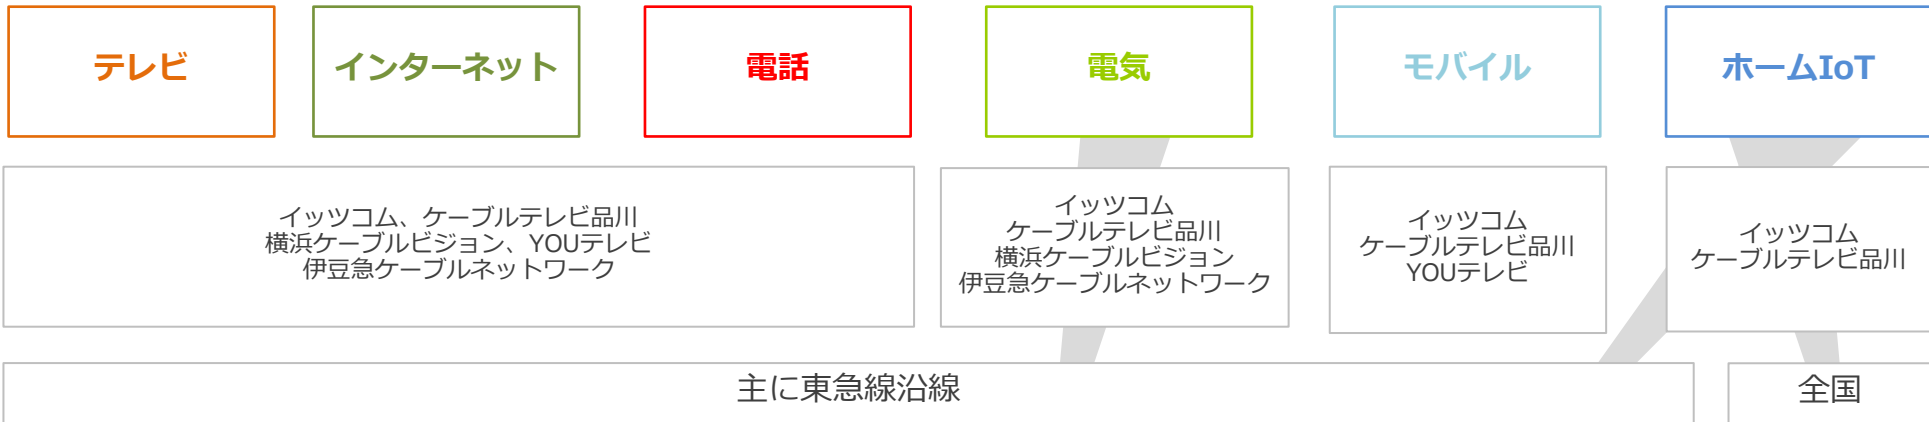 テレビ
インターネット
電話
電気
モバイル
ホームIoT
イッツコム、ケーブルテレビ品川
横浜ケーブルビジョン、YOUテレビ
伊豆急ケーブルネットワーク
イッツコム
ケーブルテレビ品川
横浜ケーブルビジョン
伊豆急ケーブルネットワーク
イッツコム
ケーブルテレビ品川
YOUテレビ
イッツコム
ケーブルテレビ品川
主に東急線沿線
全国